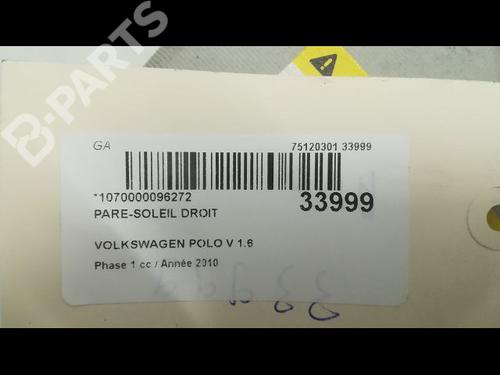 B-PARTS
GA
75120301 33999
*1070000096272
33999
PARE-SOLEIL DROIT
VOLKSWAGEN POLO V 1.6
Phase 1 cc / Année 2010